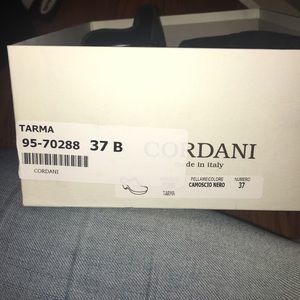 TARMA
95-70288 37 B
CORDANI
CORDANI
made in italy
TARMA
PELLAME/COLORE
CAMOSCIO NERO
NUMERO
37